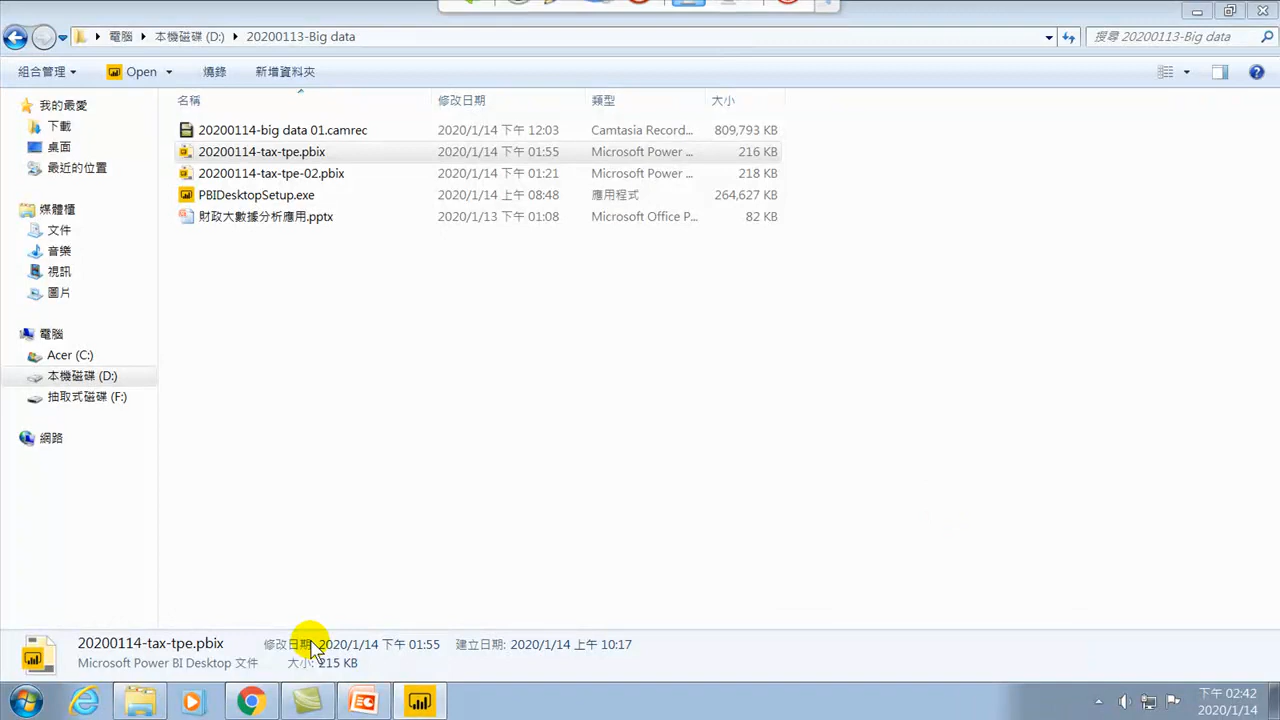 電腦 本機磁碟 (D:) 20200113-Big data
搜尋 20200113-Big data
組合管理 Open 燒錄 新增資料夾
我的最愛
下載
桌面
最近的位置
媒體櫃
文件
音樂
視訊
圖片
電腦
Acer (C:)
本機磁碟 (D:)
抽取式磁碟 (F:)
網路
名稱 修改日期 類型 大小
20200114-big data 01.camrec 2020/1/14 下午 12:03 Camtasia Record... 809,793 KB
20200114-tax-tpe.pbix 2020/1/14 下午 01:55 Microsoft Power ... 216 KB
20200114-tax-tpe-02.pbix 2020/1/14 下午 01:21 Microsoft Power ... 218 KB
PBIDesktopSetup.exe 2020/1/14 上午 08:48 應用程式 264,627 KB
財政大數據分析應用.pptx 2020/1/13 下午 01:08 Microsoft Office P... 82 KB
20200114-tax-tpe.pbix 修改日期: 2020/1/14 下午 01:55 建立日期: 2020/1/14 上午 10:17
Microsoft Power BI Desktop 文件 大小: 215 KB
下午 02:42
2020/1/14